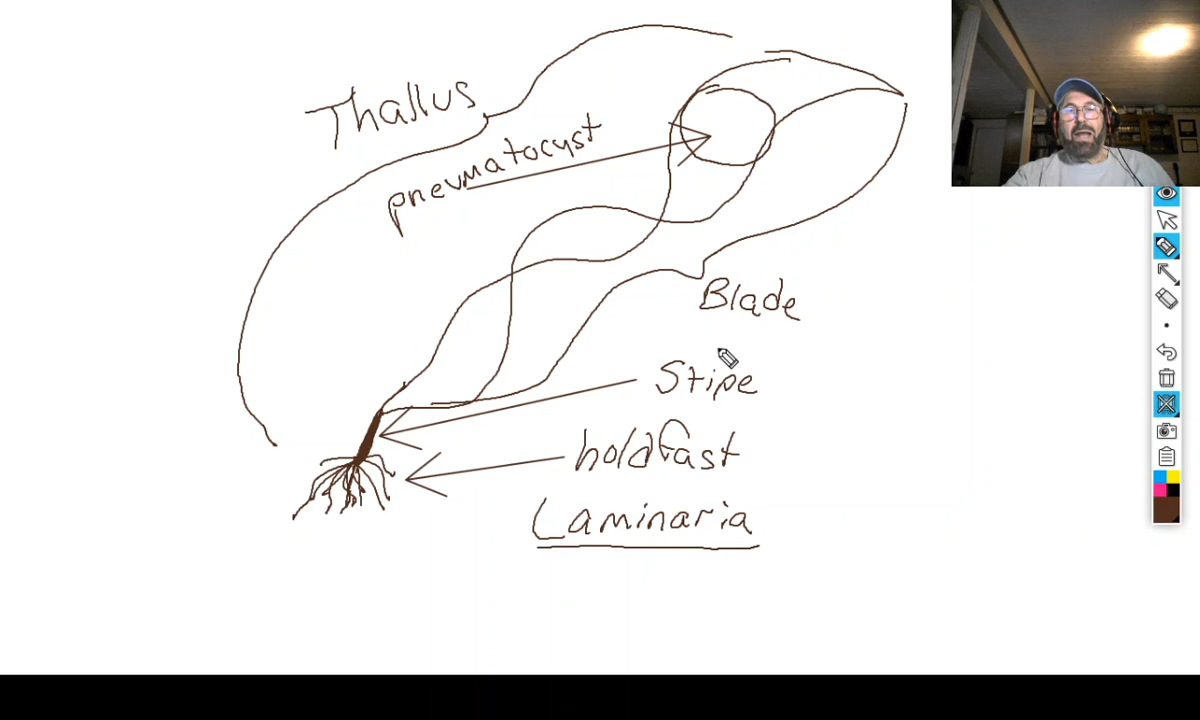 Thallus
pneumatocyst
Blade
Stipe
holdfast
Laminaria